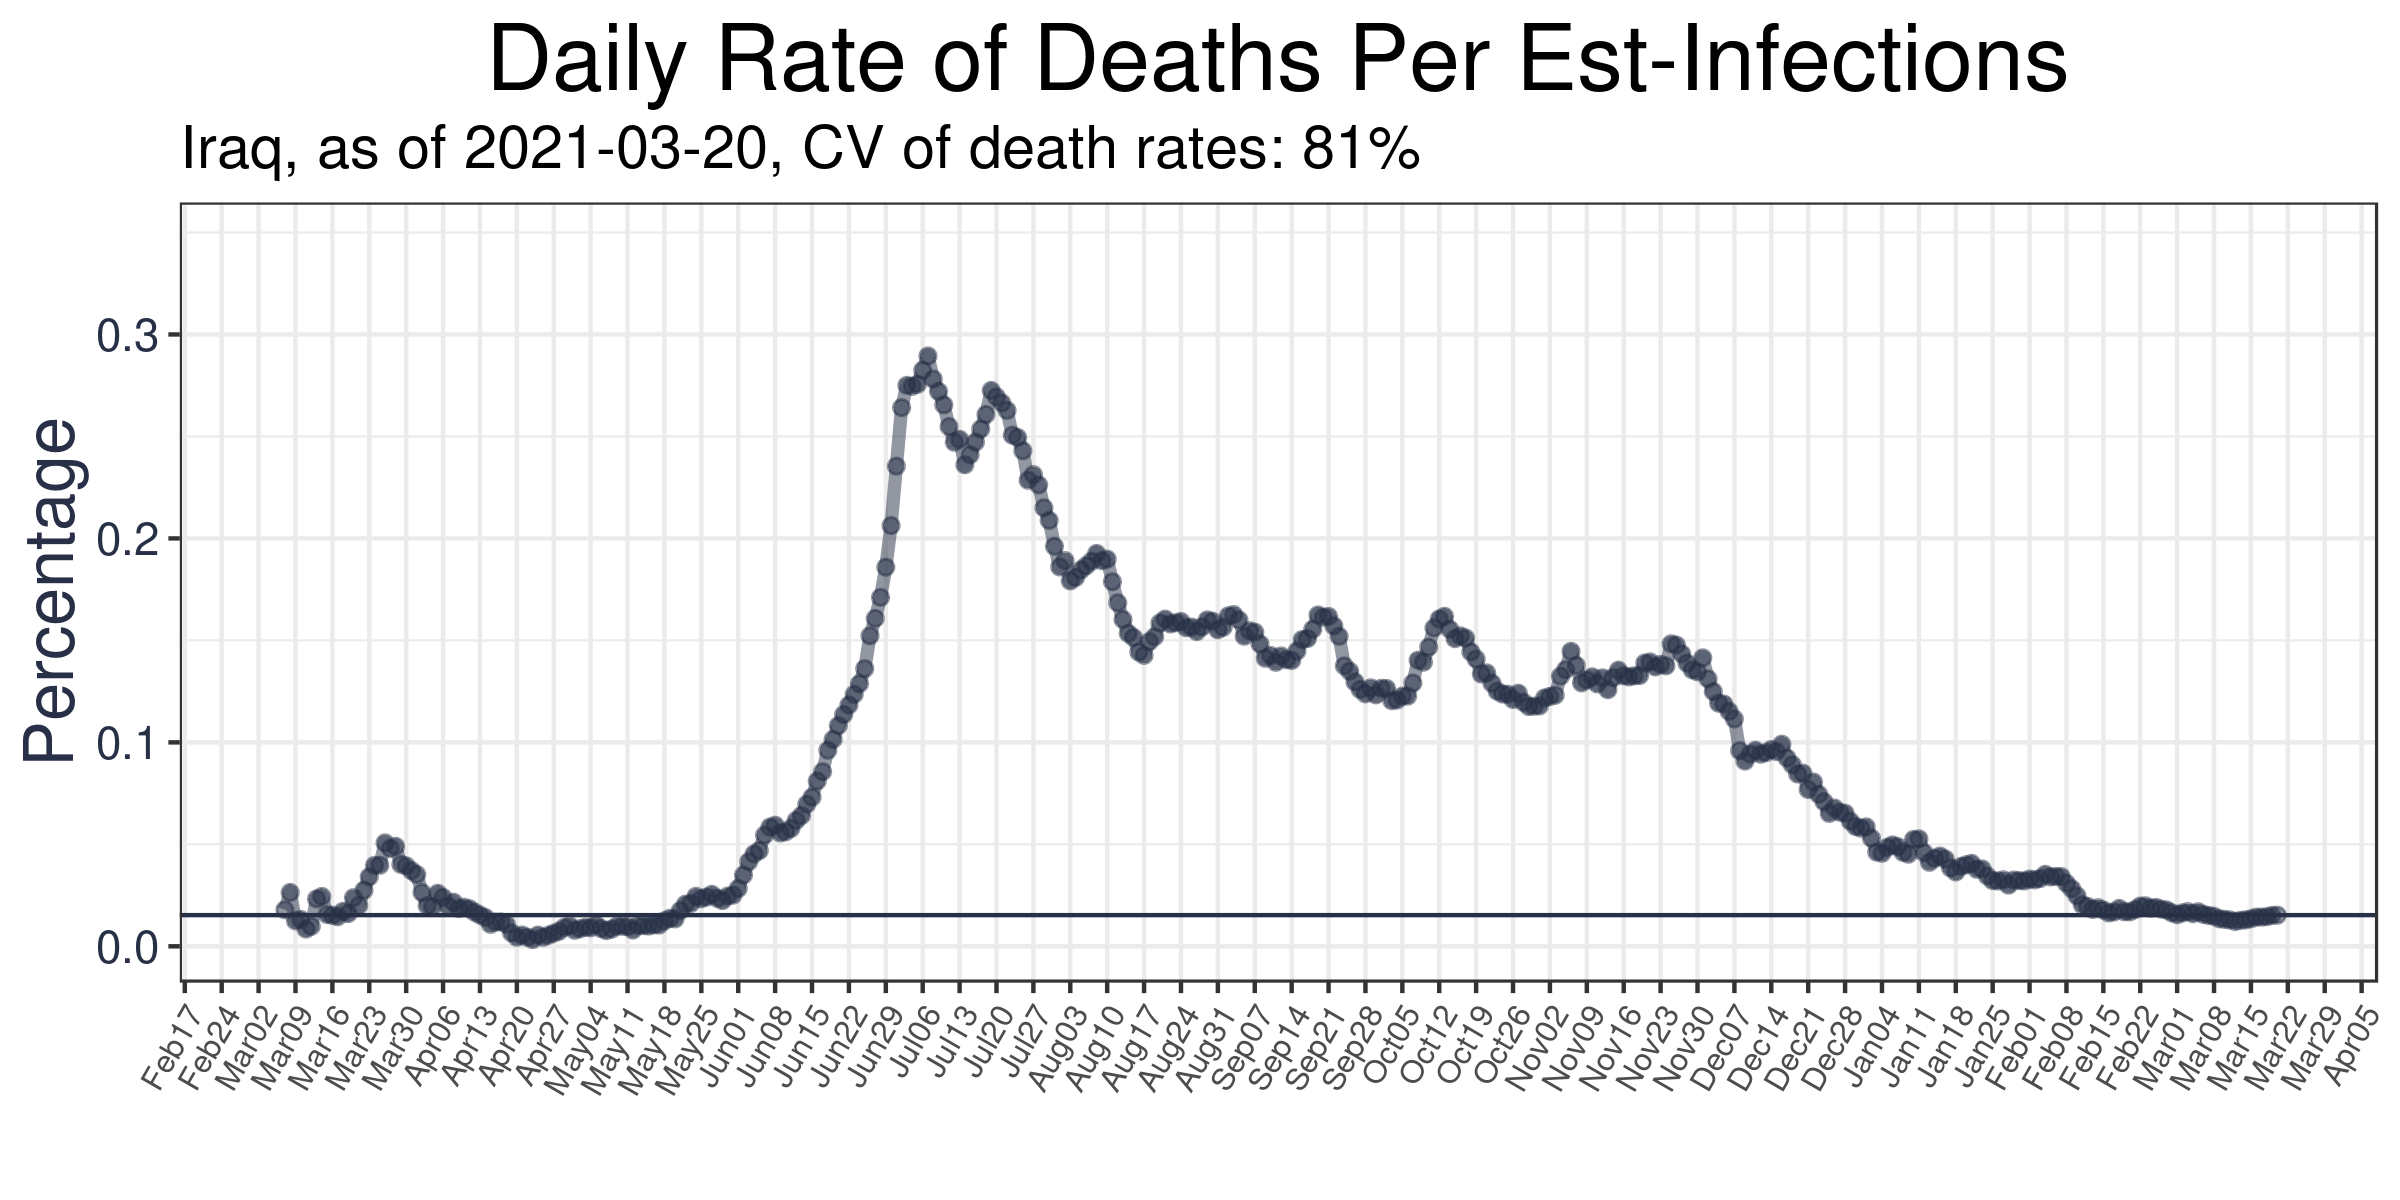 Daily Rate of Deaths Per Est-Infections
Iraq, as of 2021-03-20, CV of death rates: 81%
Percentage
0.3
0.2
0.1
0.0
Feb17 Feb24 Mar02 Mar09 Mar16 Mar23 Mar30 Apr06 Apr13 Apr20 Apr27 May04 May11 May18 May25 Jun01 Jun08 Jun15 Jun22 Jun29 Jul06 Jul13 Jul20 Jul27 Aug03 Aug10 Aug17 Aug24 Aug31 Sep07 Sep14 Sep21 Sep28 Oct05 Oct12 Oct19 Oct26 Nov02 Nov09 Nov16 Nov23 Nov30 Dec07 Dec14 Dec21 Dec28 Jan04 Jan11 Jan18 Jan25 Feb01 Feb08 Feb15 Feb22 Mar01 Mar08 Mar15 Mar22 Mar29 Apr05